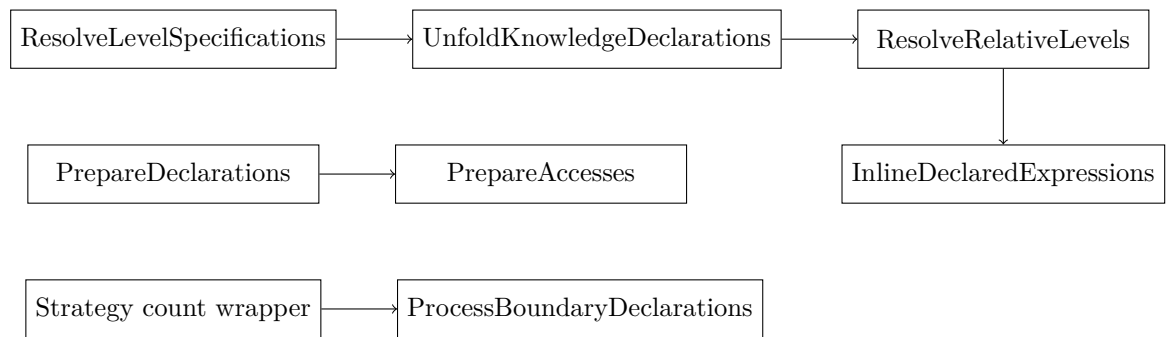 ResolveLevelSpecifications
UnfoldKnowledgeDeclarations
ResolveRelativeLevels
PrepareDeclarations
PrepareAccesses
InlineDeclaredExpressions
Strategy count wrapper
ProcessBoundaryDeclarations